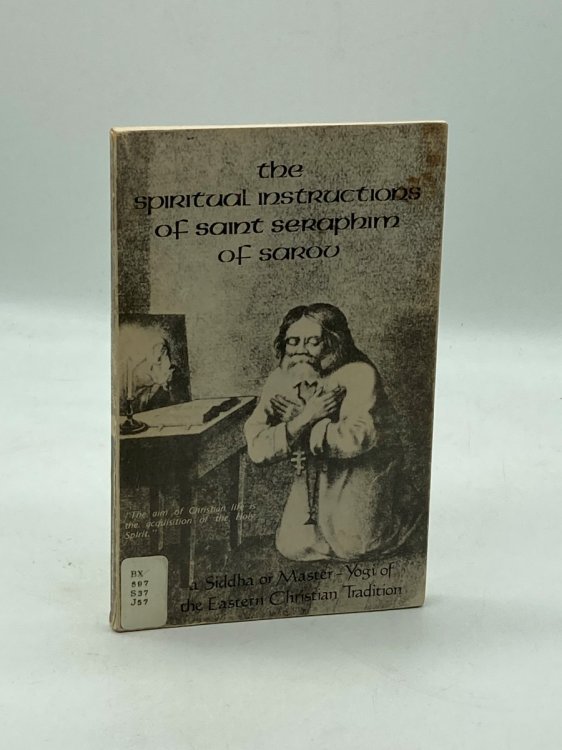 the
spiritual instructions
of saint seraphim
of sarov
"The aim of Christian life is
the acquisition of the Holy
Spirit."
BX
597
S37
J57
a Siddha or Master-Yogi of
the Eastern Christian Tradition